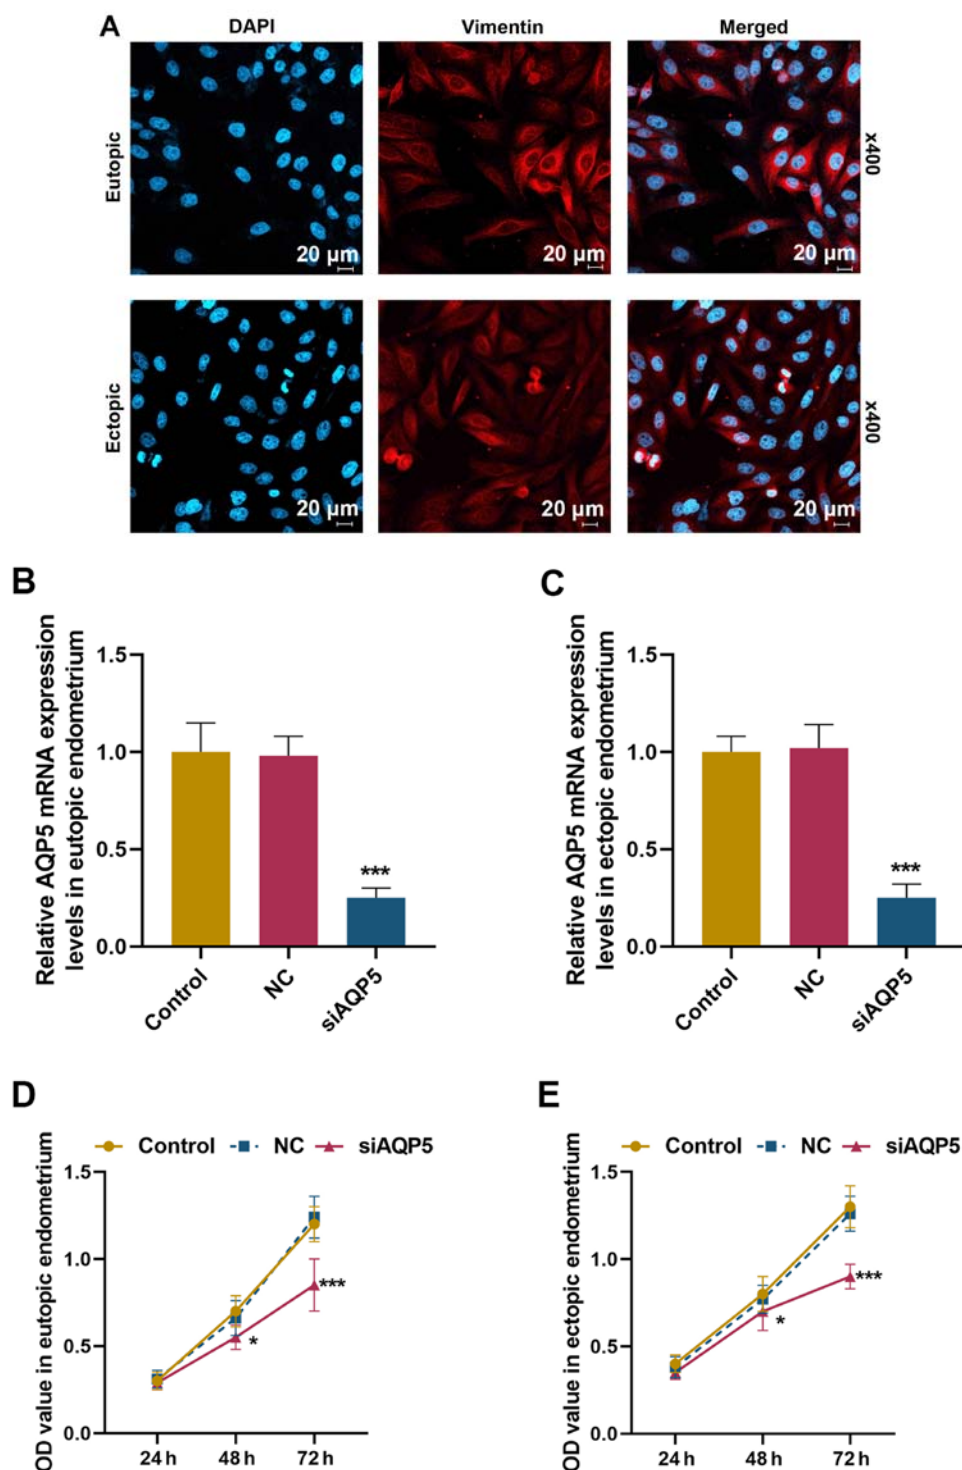 A
DAPI
Vimentin
Merged
Eutopic
20 µm
20 µm
20 µm
x400
Ectopic
20 µm
20 µm
20 µm
x400
B
Relative AQP5 mRNA expression
levels in eutopic endometrium
1.5
1.0
0.5
0.0
***
Control
NC
siAQP5
C
Relative AQP5 mRNA expression
levels in ectopic endometrium
1.5
1.0
0.5
0.0
***
Control
NC
siAQP5
D
Control NC siAQP5
OD value in eutopic endometrium
1.5
1.0
0.5
0.0
*
***
24 h 48 h 72 h
E
Control NC siAQP5
OD value in ectopic endometrium
1.5
1.0
0.5
0.0
*
***
24 h 48 h 72 h